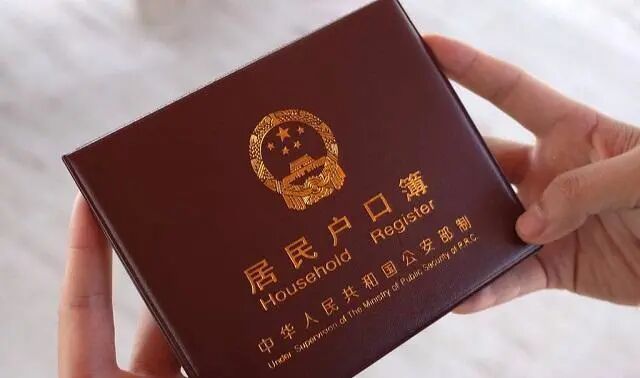 居民户口簿
Household Register
中华人民共和国公安部制
Under Supervision of The Ministry of Public Security of P.R.C.